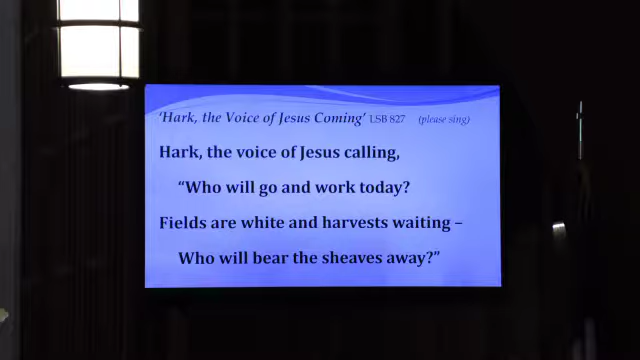 ‘Hark, the Voice of Jesus Coming’ LSB 827 (please sing)
Hark, the voice of Jesus calling,
“Who will go and work today?
Fields are white and harvests waiting –
Who will bear the sheaves away?”